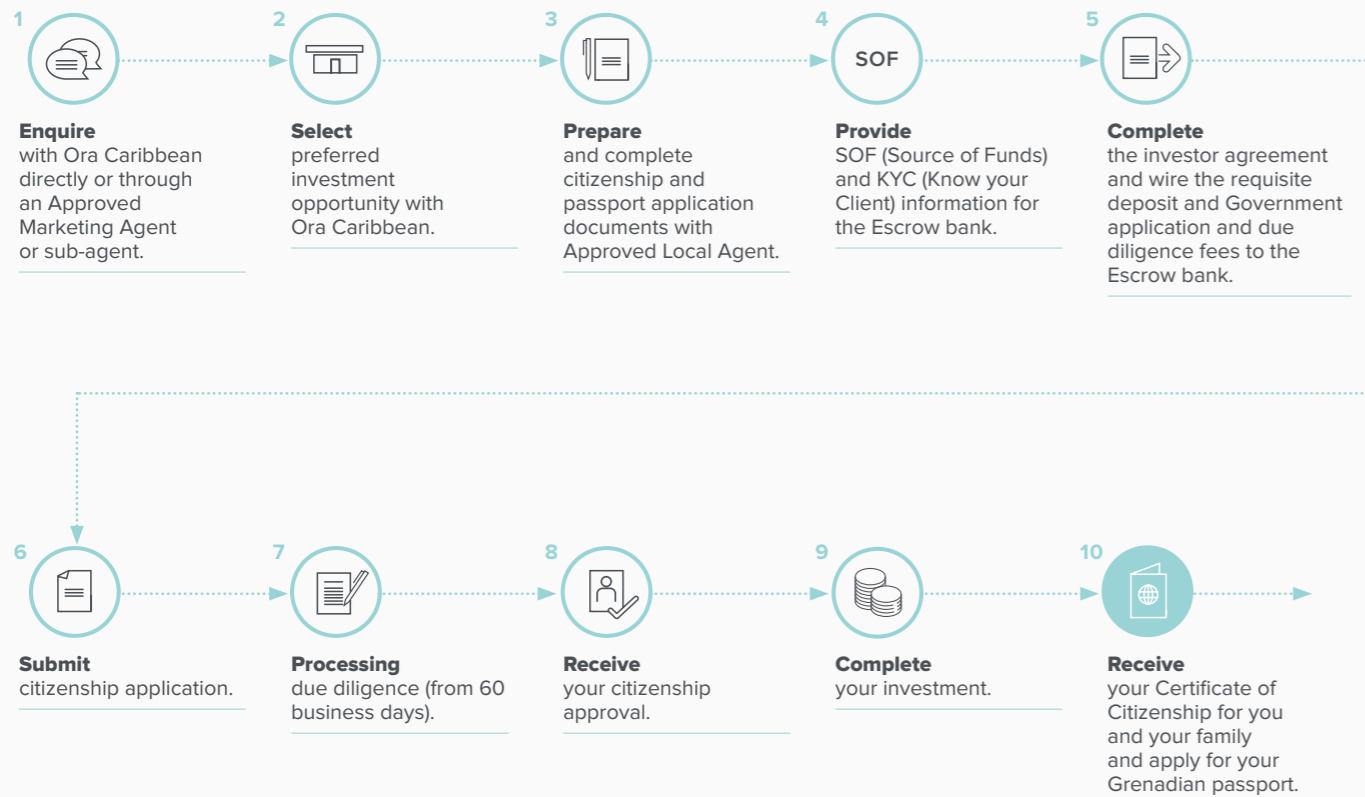 1
Enquire
with Ora Caribbean
directly or through
an Approved
Marketing Agent
or sub-agent.
2
Select
preferred
investment
opportunity with
Ora Caribbean.
3
Prepare
and complete
citizenship and
passport application
documents with
Approved Local Agent.
4
SOF
Provide
SOF (Source of Funds)
and KYC (Know your
Client) information for
the Escrow bank.
5
Complete
the investor agreement
and wire the requisite
deposit and Government
application and due
diligence fees to the
Escrow bank.
6
Submit
citizenship application.
7
Processing
due diligence (from 60
business days).
8
Receive
your citizenship
approval.
9
Complete
your investment.
10
Receive
your Certificate of
Citizenship for you
and your family
and apply for your
Grenadian passport.